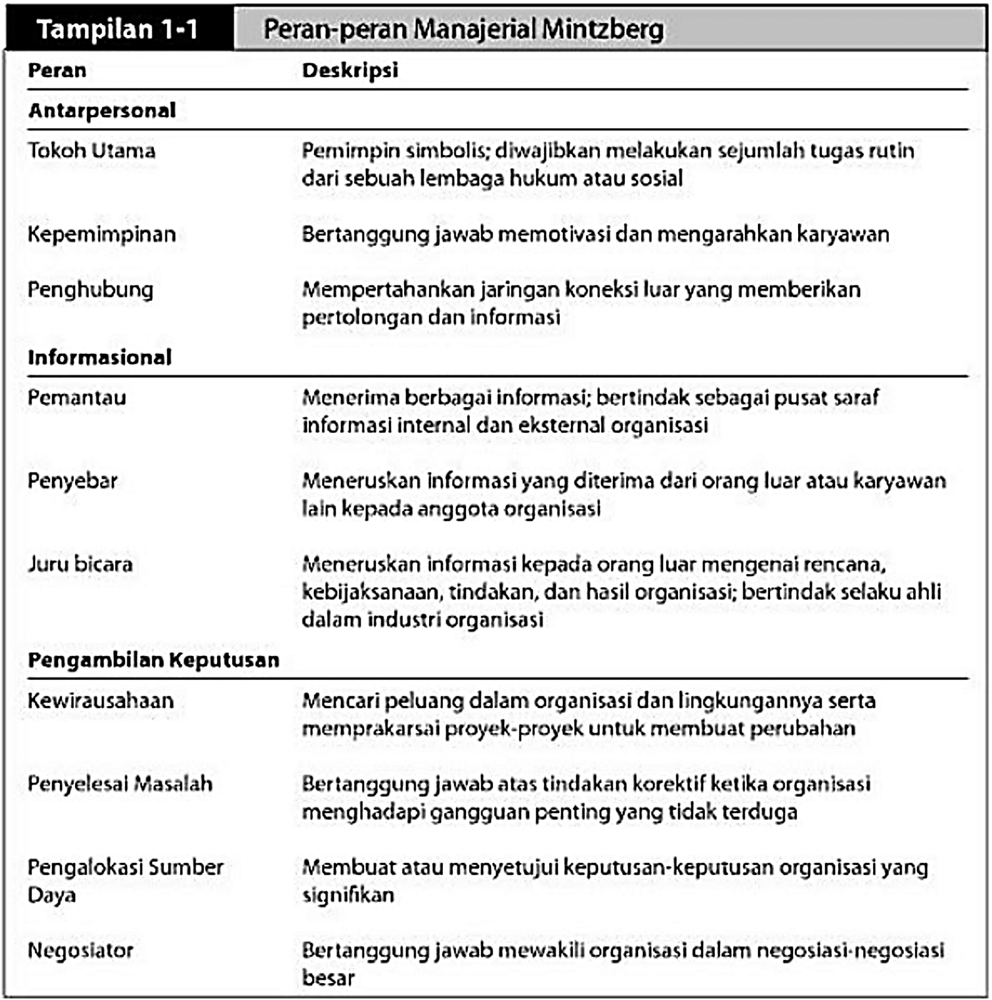 Tampilan 1-1 Peran-peran Manajerial Mintzberg
Peran Deskripsi
Antarpersonal
Tokoh Utama Pemimpin simbolis; diwajibkan melakukan sejumlah tugas rutin
dari sebuah lembaga hukum atau sosial
Kepemimpinan Bertanggung jawab memotivasi dan mengarahkan karyawan
Penghubung Mempertahankan jaringan koneksi luar yang memberikan
pertolongan dan informasi
Informasional
Pemantau Menerima berbagai informasi; bertindak sebagai pusat saraf
informasi internal dan eksternal organisasi
Penyebar Meneruskan informasi yang diterima dari orang luar atau karyawan
lain kepada anggota organisasi
Juru bicara Meneruskan informasi kepada orang luar mengenai rencana,
kebijaksanaan, tindakan, dan hasil organisasi; bertindak selaku ahli
dalam industri organisasi
Pengambilan Keputusan
Kewirausahaan Mencari peluang dalam organisasi dan lingkungannya serta
memprakarsai proyek-proyek untuk membuat perubahan
Penyelesai Masalah Bertanggung jawab atas tindakan korektif ketika organisasi
menghadapi gangguan penting yang tidak terduga
Pengalokasi Sumber Membuat atau menyetujui keputusan-keputusan organisasi yang
Daya signifikan
Negosiator Bertanggung jawab mewakili organisasi dalam negosiasi-negosiasi
besar